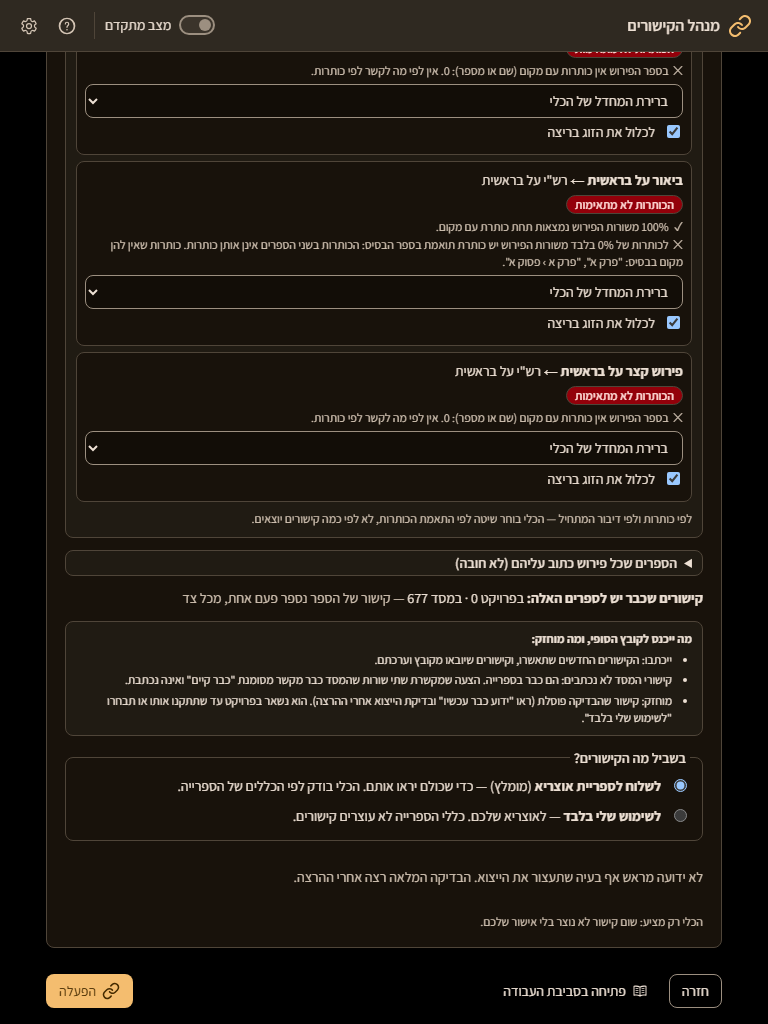 מנהל הקישורים
מצב מתקדם
✕ בספר הפירוש אין כותרות עם מקום (שם או מספר): 0. אין לפי מה לקשר לפי כותרות.
ברירת המחדל של הכלי
לכלול את הזוג בריצה
ביאור על בראשית ← רש"י על בראשית
הכותרות לא מתאימות
✓ 100% משורות הפירוש נמצאות תחת כותרת עם מקום.
✕ לכותרות של 0% בלבד משורות הפירוש יש כותרת תואמת בספר הבסיס: הכותרות בשני הספרים אינן אותן כותרות. כותרות שאין להן
מקום בבסיס: "פרק א", "פרק א › פסוק א".
ברירת המחדל של הכלי
לכלול את הזוג בריצה
פירוש קצר על בראשית ← רש"י על בראשית
הכותרות לא מתאימות
✕ בספר הפירוש אין כותרות עם מקום (שם או מספר): 0. אין לפי מה לקשר לפי כותרות.
ברירת המחדל של הכלי
לכלול את הזוג בריצה
לפי כותרות ולפי דיבור המתחיל — הכלי בוחר שיטה לפי התאמת הכותרות, לא לפי כמה קישורים יוצאים.
הספרים שכל פירוש כתוב עליהם (לא חובה)
קישורים שכבר יש לספרים האלה: בפרויקט 0 · במסד 677 — קישור של הספר נספר פעם אחת, מכל צד
מה ייכנס לקובץ הסופי, ומה מוחזק:
• ייכתבו: הקישורים החדשים שתאשרו, וקישורים שיובאו מקובץ וערכתם.
• קישורי המסד לא נכתבים: הם כבר בספרייה. הצעה שמקשרת שתי שורות שהמסד כבר מקשר מסומנת "כבר קיים" ואינה נכתבת.
• מוחזק: קישור שהבדיקה פוסלת (ראו "ידוע כבר עכשיו" ובדיקת הייצוא אחרי ההרצה). הוא נשאר בפרויקט עד שתתקנו אותו או תבחרו
"לשימוש שלי בלבד".
בשביל מה הקישורים?
לשלוח לספריית אוצריא (מומלץ) — כדי שכולם יראו אותם. הכלי בודק לפי הכללים של הספרייה.
לשימוש שלי בלבד — לאוצריא שלכם. כללי הספרייה לא עוצרים קישורים.
לא ידועה מראש אף בעיה שתעצור את הייצוא. הבדיקה המלאה רצה אחרי ההרצה.
הכלי רק מציע: שום קישור לא נוצר בלי אישור שלכם.
חזרה
פתיחה בסביבת העבודה
הפעלה